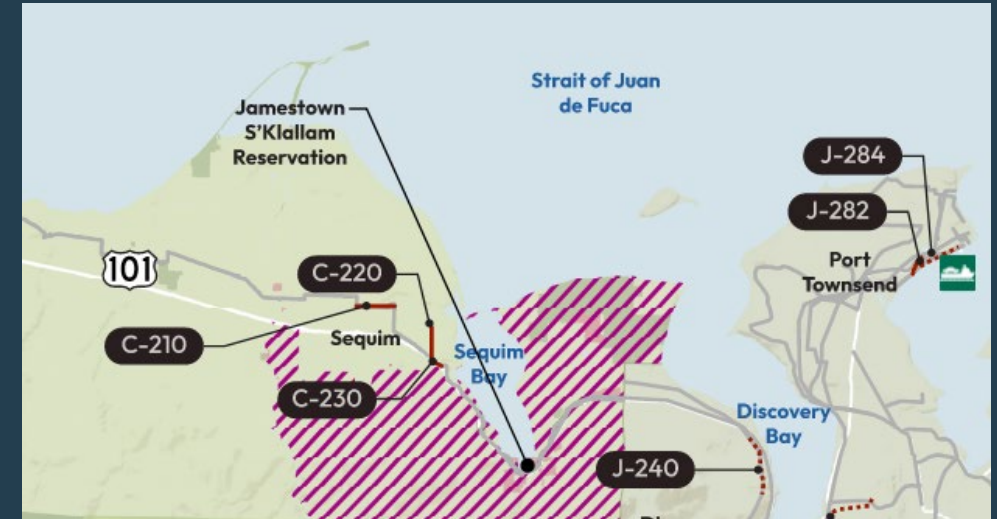 Strait of Juan
de Fuca
Jamestown
S'Klallam
Reservation
J-284
J-282
101
C-220
Port
Townsend
C-210
Sequim
Sequim
Bay
C-230
Discovery
Bay
J-240